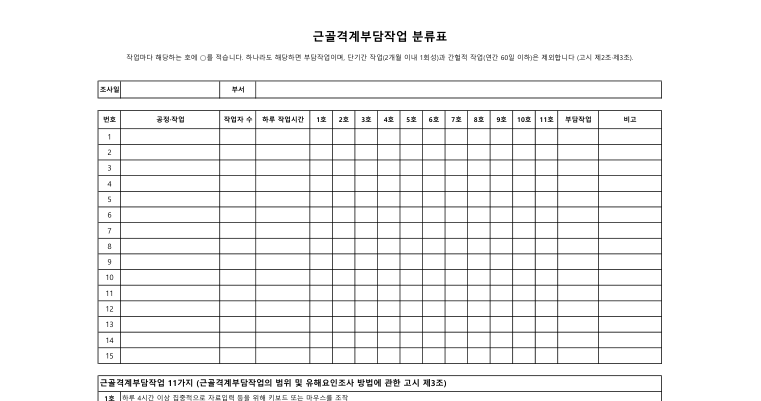 근골격계부담작업 분류표
작업마다 해당하는 호에 ○를 적습니다. 하나라도 해당하면 부담작업이며, 단기간 작업(2개월 이내 1회성)과 간헐적 작업(연간 60일 이하)은 제외합니다 (고시 제2조·제3조).
조사일 부서
번호 공정·작업 작업자 수 하루 작업시간 1호 2호 3호 4호 5호 6호 7호 8호 9호 10호 11호 부담작업 비고
1
2
3
4
5
6
7
8
9
10
11
12
13
14
15
근골격계부담작업 11가지 (근골격계부담작업의 범위 및 유해요인조사 방법에 관한 고시 제3조)
1호 하루 4시간 이상 집중적으로 자료입력 등을 위해 키보드 또는 마우스를 조작